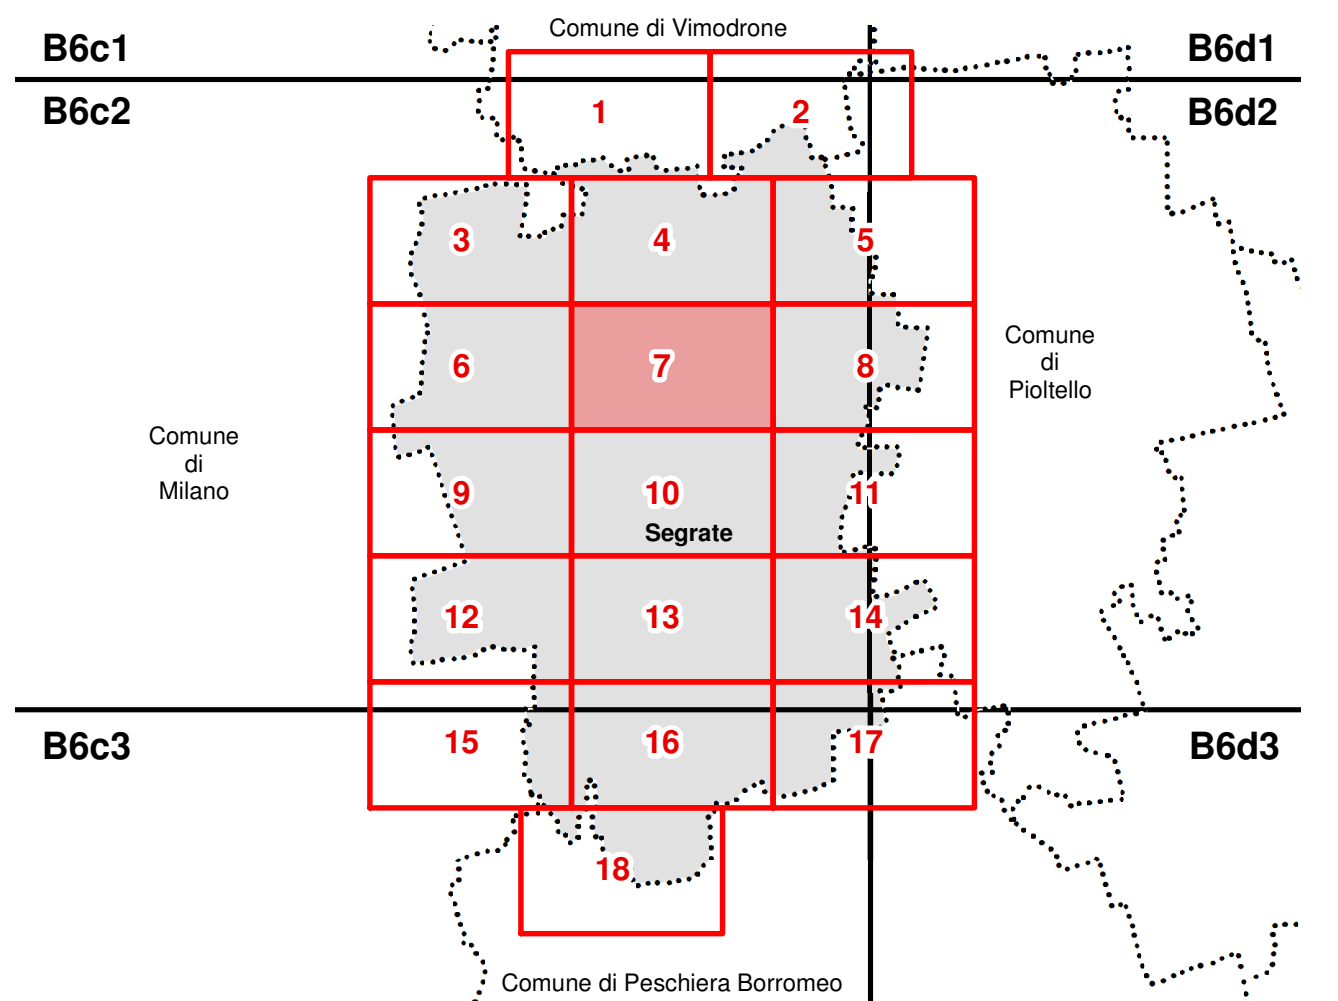 Comune di Vimodrone
B6c1
B6d1
B6c2
B6d2
1
2
3
4
5
6
7
8
Comune
di
Pioltello
Comune
di
Milano
9
10
11
Segrate
12
13
14
B6c3
15
16
17
B6d3
18
Comune di Peschiera Borromeo